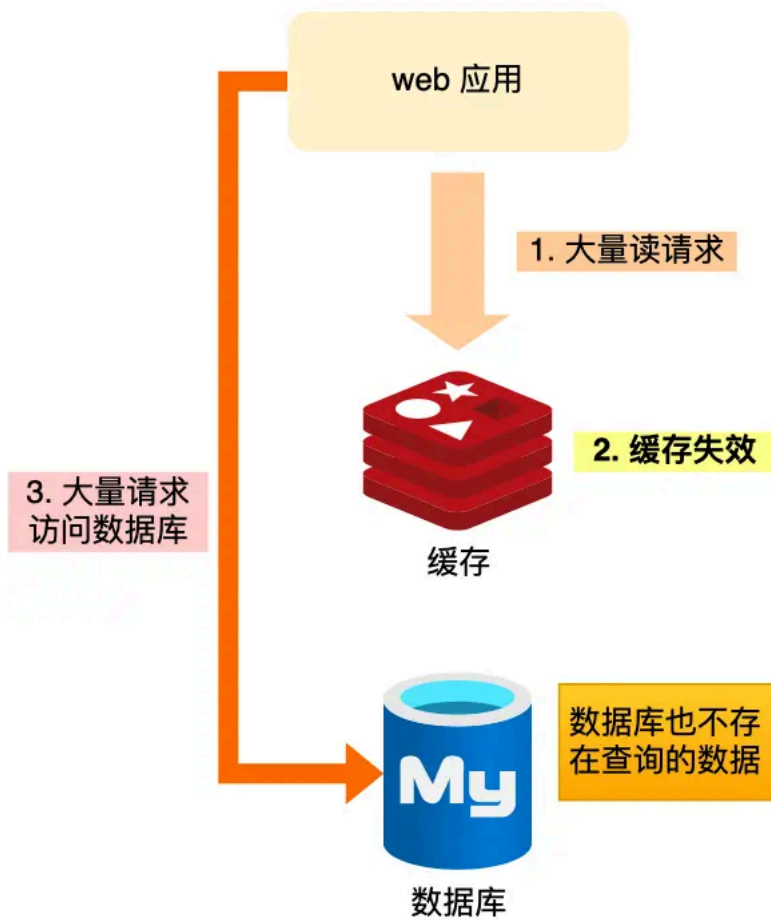 web 应用
1. 大量读请求
2. 缓存失效
缓存
3. 大量请求
访问数据库
数据库也不存
在查询的数据
My
数据库